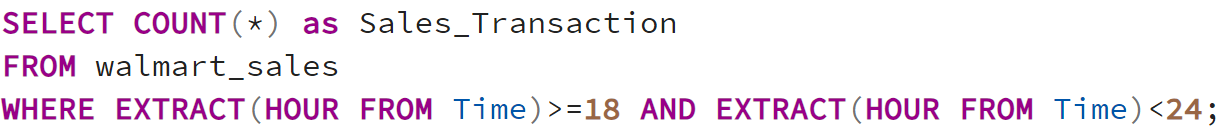 SELECT COUNT(*) as Sales_Transaction
FROM walmart_sales
WHERE EXTRACT(HOUR FROM Time)>=18 AND EXTRACT(HOUR FROM Time)<24;